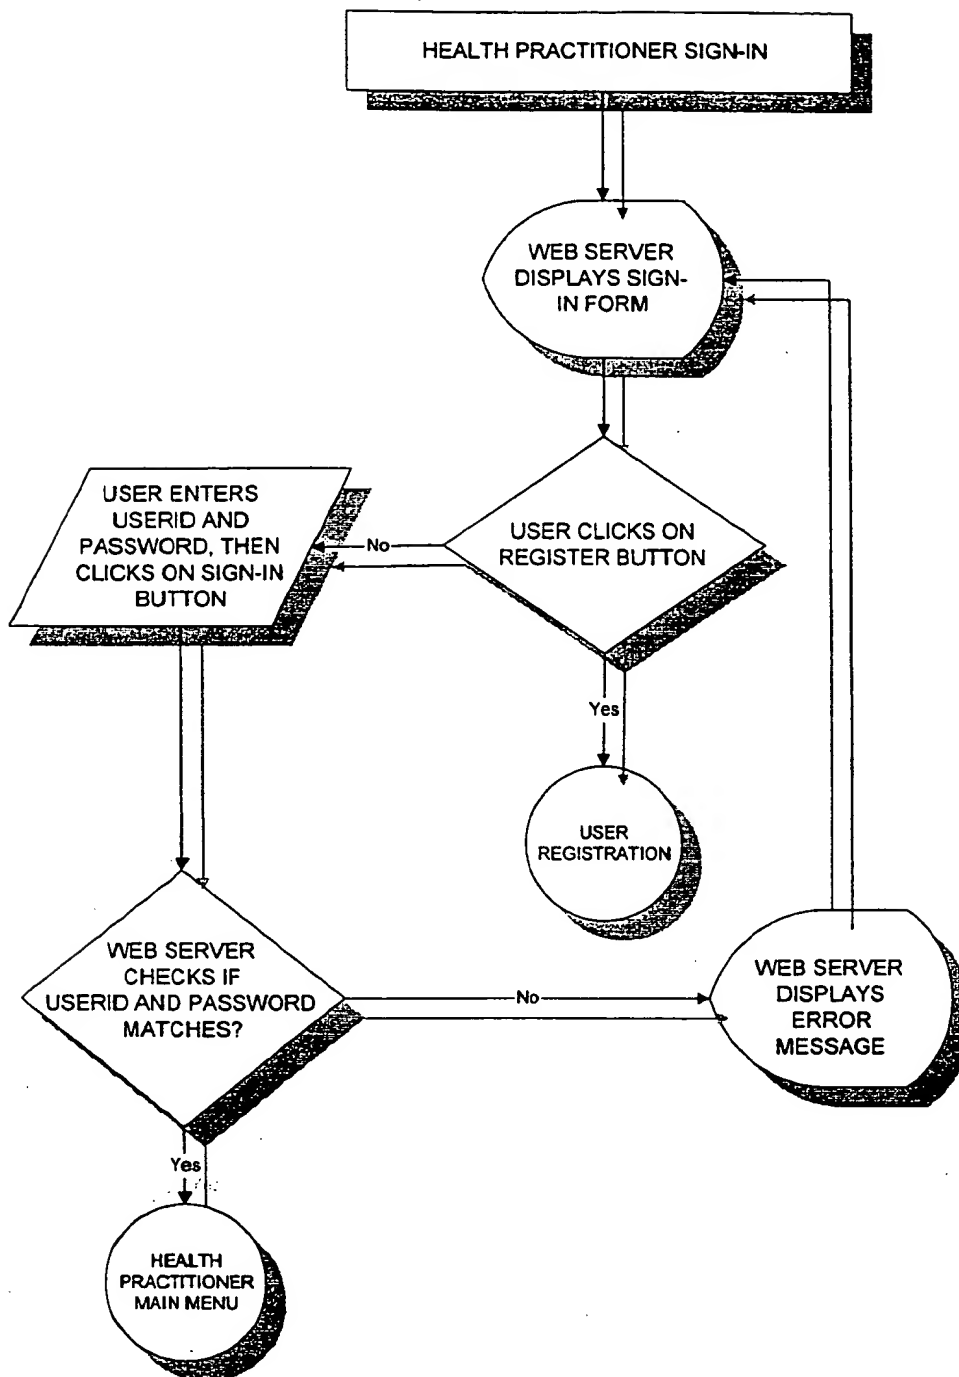 HEALTH PRACTITIONER SIGN-IN
WEB SERVER
DISPLAYS SIGN-
IN FORM
USER ENTERS
USERID AND
PASSWORD, THEN
CLICKS ON SIGN-IN
BUTTON
No
USER CLICKS ON
REGISTER BUTTON
Yes
USER
REGISTRATION
WEB SERVER
CHECKS IF
USERID AND PASSWORD
MATCHES?
No
WEB SERVER
DISPLAYS
ERROR
MESSAGE
Yes
HEALTH
PRACTITIONER
MAIN MENU